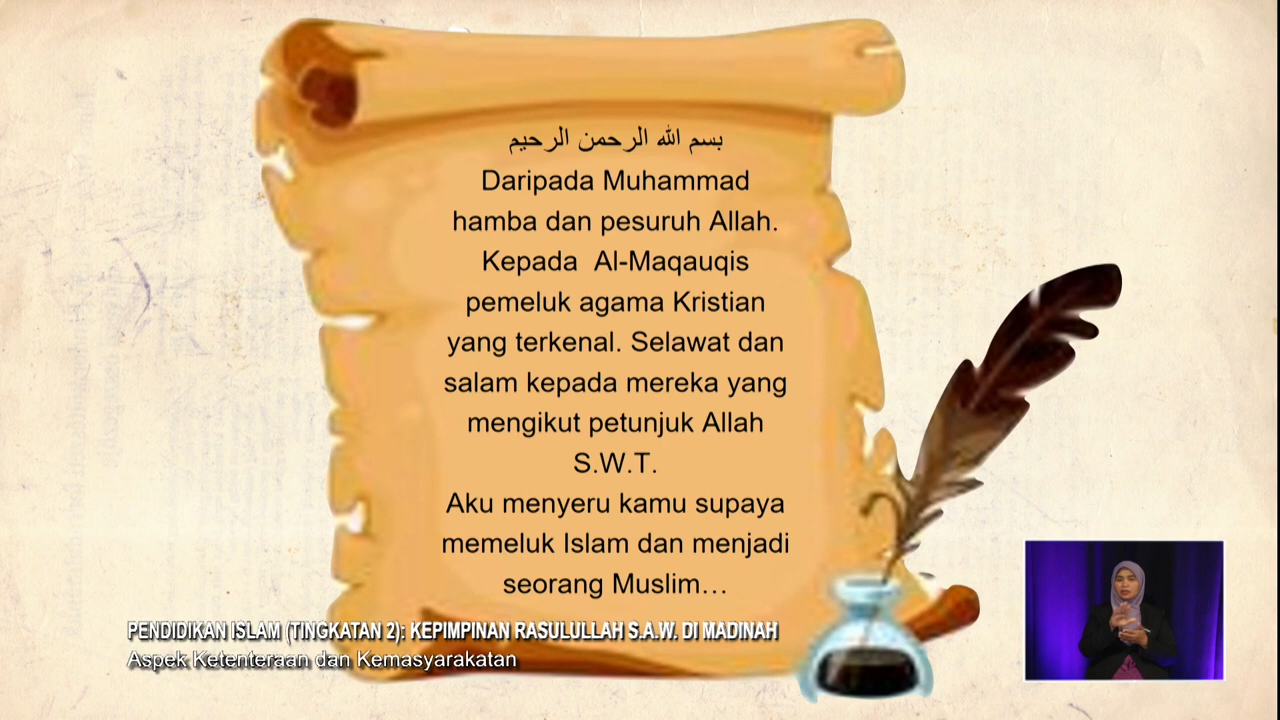 بسم الله الرحمن الرحيم
Daripada Muhammad
hamba dan pesuruh Allah.
Kepada Al-Maqauqis
pemeluk agama Kristian
yang terkenal. Selawat dan
salam kepada mereka yang
mengikut petunjuk Allah
S.W.T.
Aku menyeru kamu supaya
memeluk Islam dan menjadi
seorang Muslim…
PENDIDIKAN ISLAM (TINGKATAN 2): KEPIMPINAN RASULULLAH S.A.W. DI MADINAH
Aspek Ketenteraan dan Kemasyarakatan